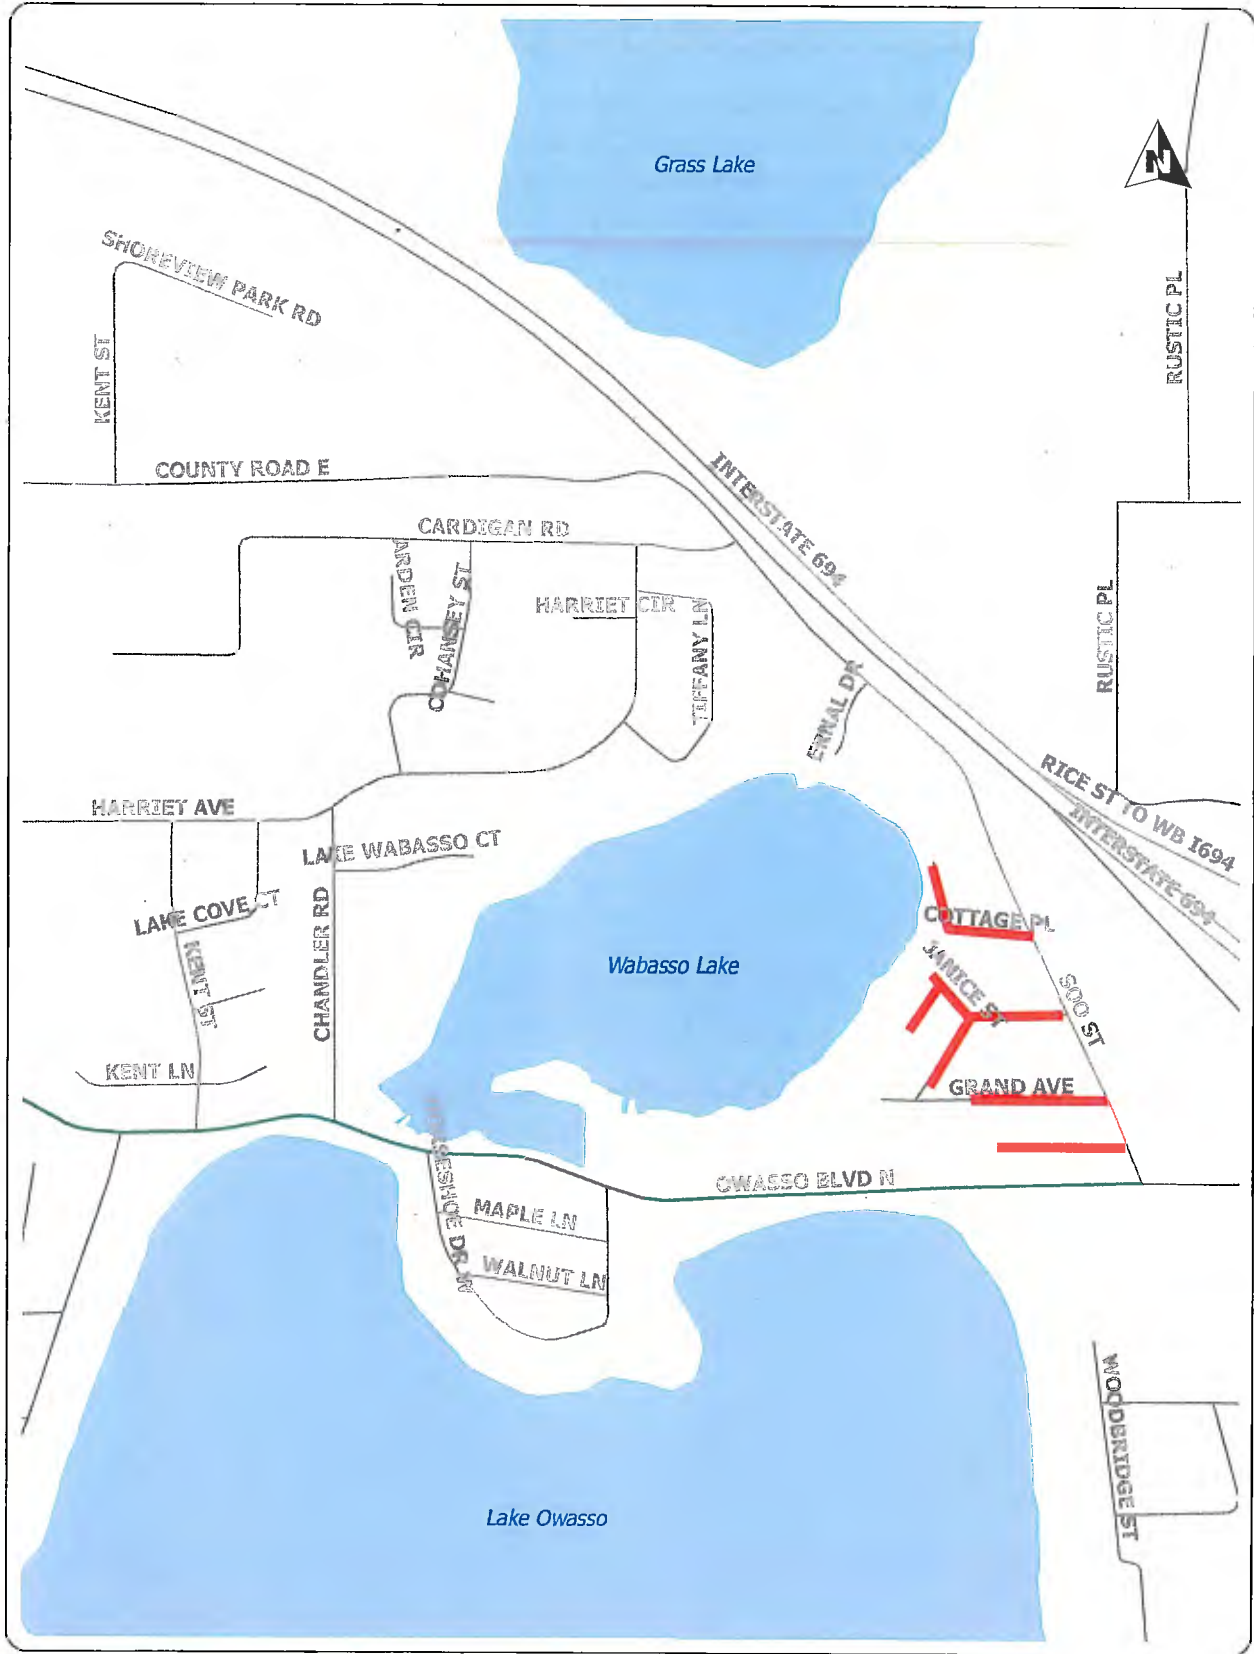 Grass Lake
N
SHOREVIEW PARK RD
KENT ST
RUSTIC PL
COUNTY ROAD E
INTERSTATE 694
CARDIGAN RD
ARDEN CIR
COHANSEY ST
HARRIET CIR
TIFFANY LN
RUSTIC PL
ERNAL DR
RICE ST TO WB I694
INTERSTATE 694
HARRIET AVE
LAKE WABASSO CT
LAKE COVE CT
CHANDLER RD
COTTAGE PL
KENT ST
Wabasso Lake
JANICE ST
SOO ST
KENT LN
GRAND AVE
OWASSO BLVD N
MAPLE LN
WALNUT LN
WOODBRIDGE ST
Lake Owasso